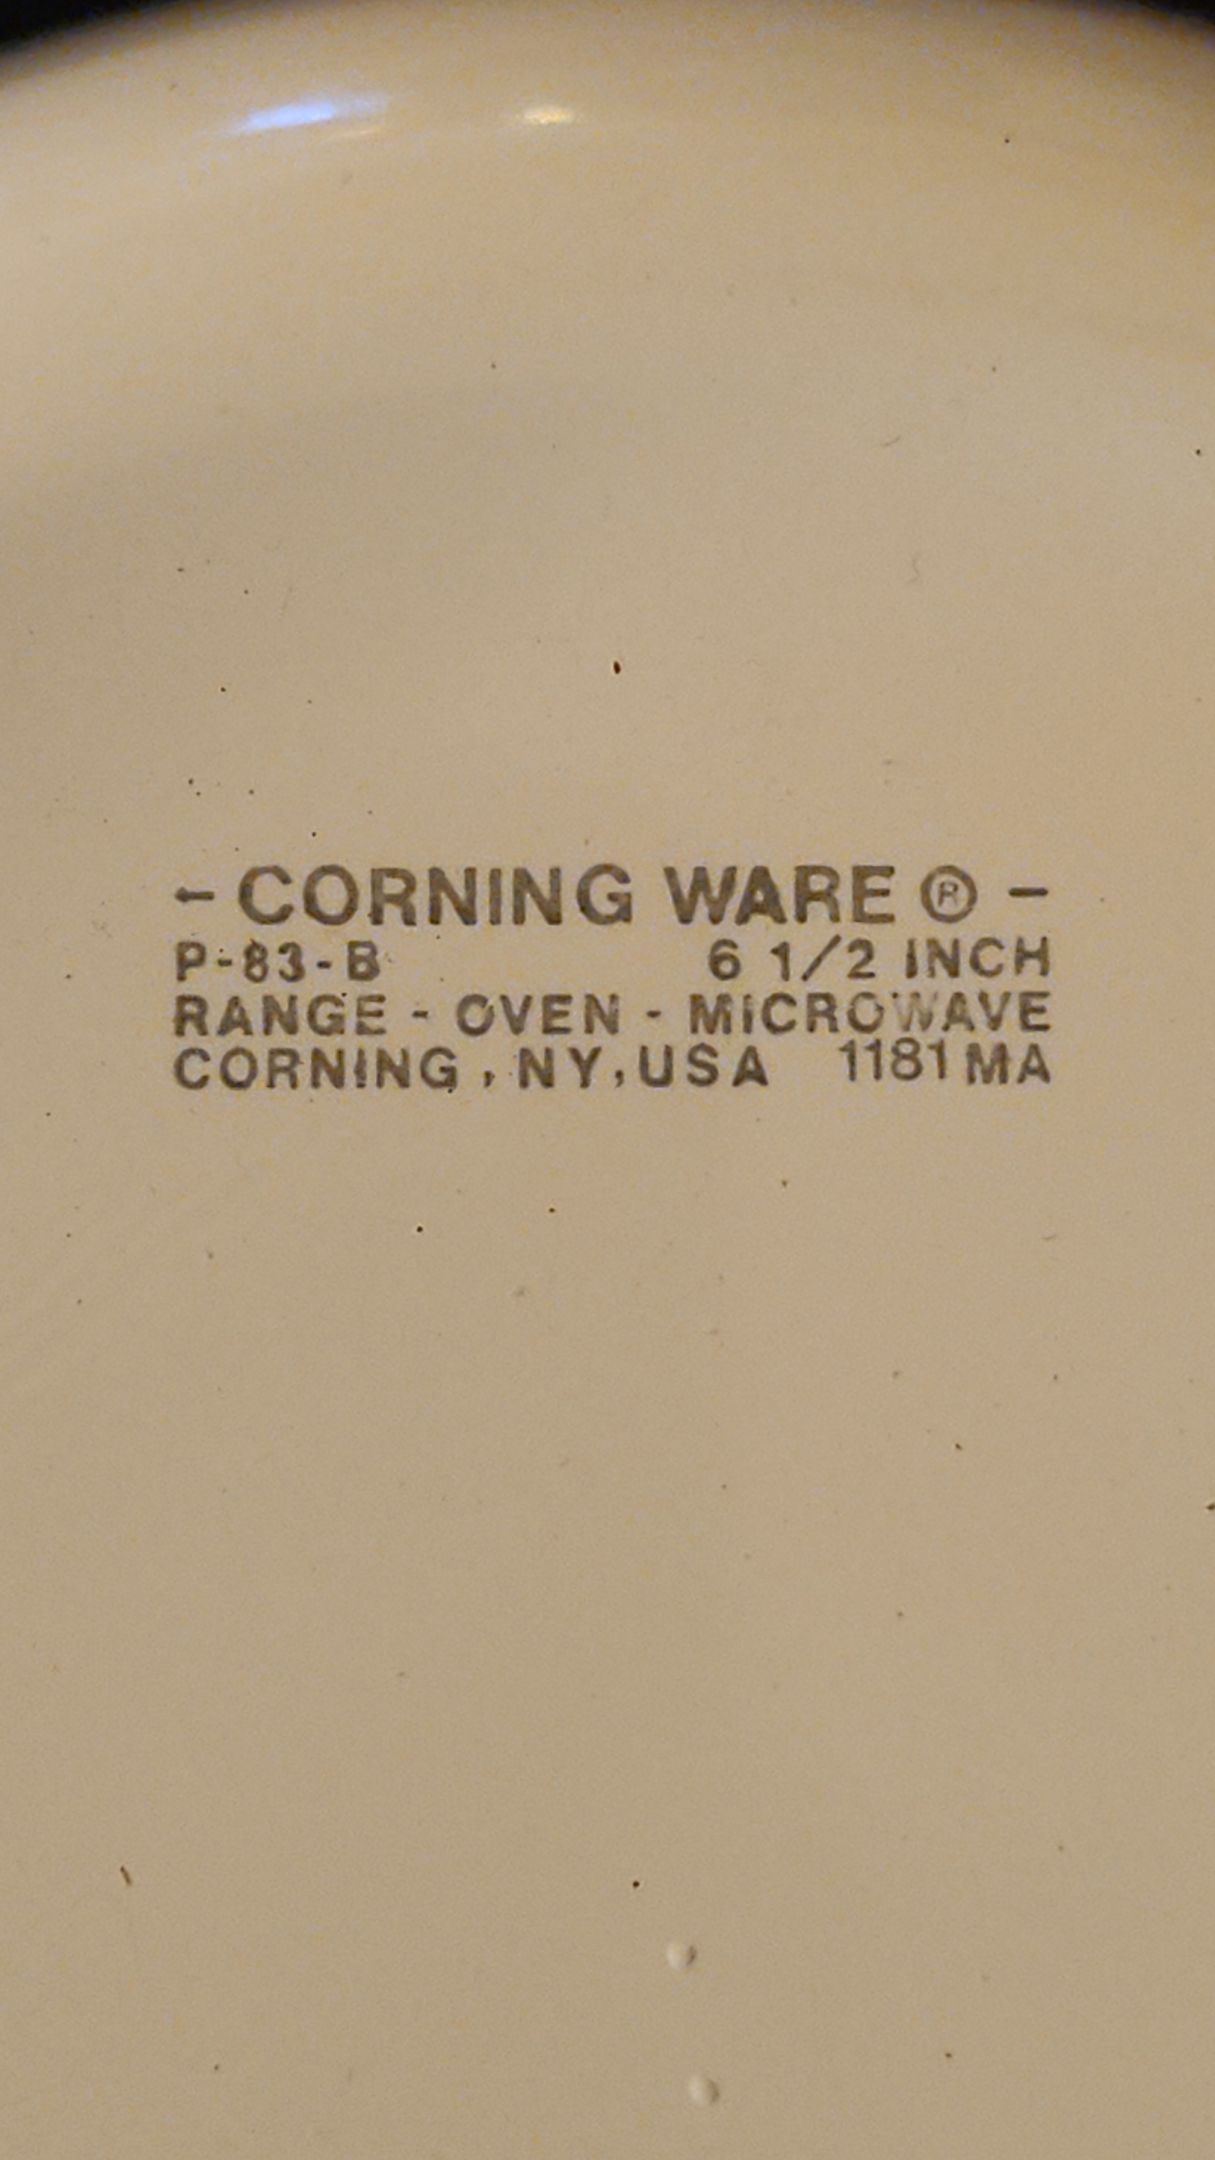 - CORNING WARE ® -
P-83-B 6 1/2 INCH
RANGE - OVEN - MICROWAVE
CORNING, NY, USA 1181 MA